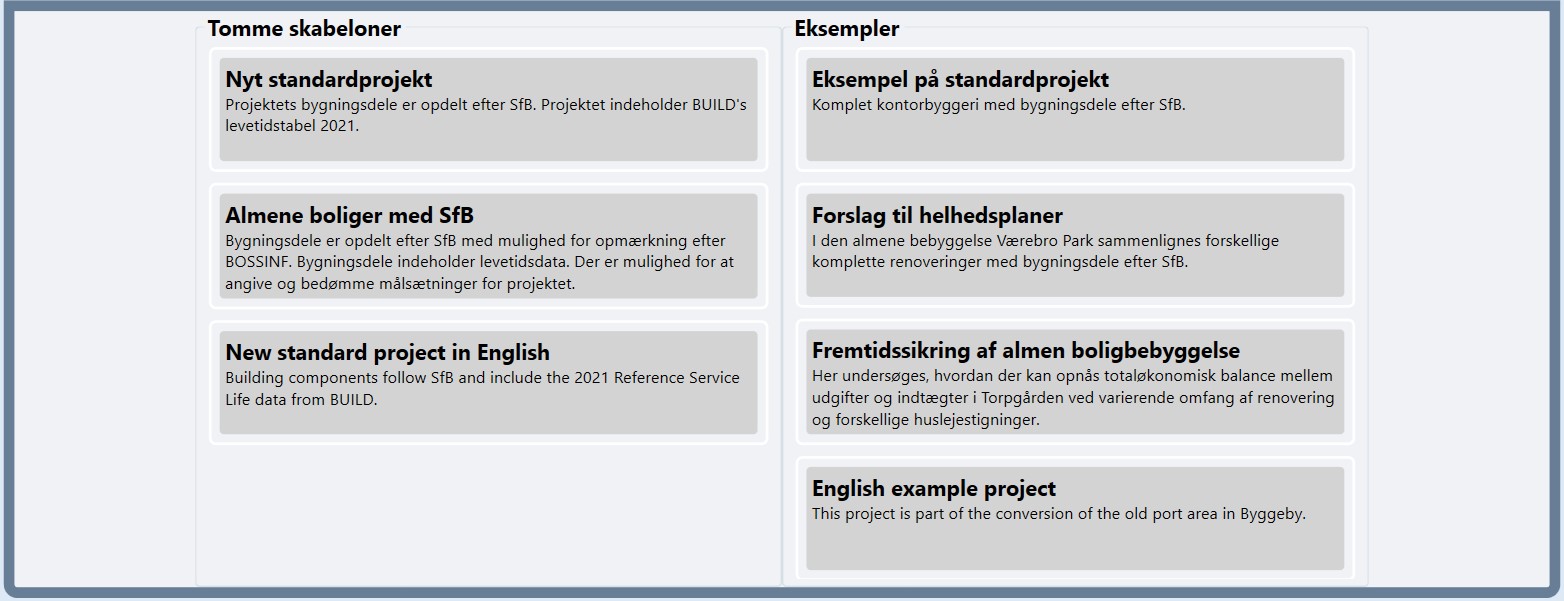 Tomme skabeloner
Nyt standardprojekt
Projektets bygningsdele er opdelt efter SfB. Projektet indeholder BUILD's
levetidstabel 2021.
Almene boliger med SfB
Bygningsdele er opdelt efter SfB med mulighed for opmærkning efter
BOSSINF. Bygningsdele indeholder levetidsdata. Der er mulighed for at
angive og bedømme målsætninger for projektet.
New standard project in English
Building components follow SfB and include the 2021 Reference Service
Life data from BUILD.
Eksempler
Eksempel på standardprojekt
Komplet kontorbyggeri med bygningsdele efter SfB.
Forslag til helhedsplaner
I den almene bebyggelse Værebro Park sammenlignes forskellige
komplette renoveringer med bygningsdele efter SfB.
Fremtidssikring af almen boligbebyggelse
Her undersøges, hvordan der kan opnås totaløkonomisk balance mellem
udgifter og indtægter i Torpgården ved varierende omfang af renovering
og forskellige huslejestigninger.
English example project
This project is part of the conversion of the old port area in Byggeby.